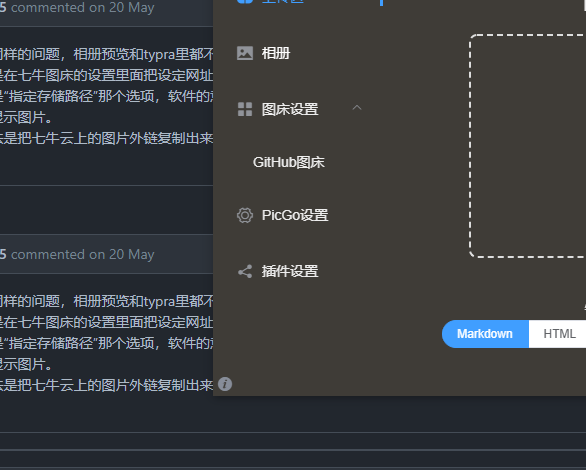 5 commented on 20 May
同样的问题，相册预览和typra里都不
是在七牛图床的设置里面把设定网址
是“指定存储路径”那个选项，软件的
显示图片。
法是把七牛云上的图片外链复制出来
5 commented on 20 May
同样的问题，相册预览和typra里都不
是在七牛图床的设置里面把设定网址
是“指定存储路径”那个选项，软件的
显示图片。
法是把七牛云上的图片外链复制出来
上传区
相册
图床设置
GitHub图床
PicGo设置
插件设置
Markdown
HTML